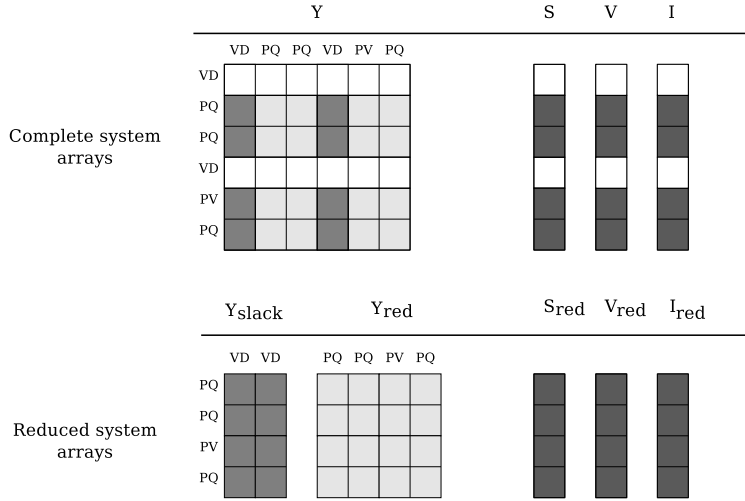 Y S V I
VD PQ PQ VD PV PQ
VD
PQ
PQ
Complete system
arrays
VD
PV
PQ
Yslack Yred Sred Vred Ired
VD VD PQ PQ PV PQ
PQ
PQ
Reduced system
arrays
PV
PQ